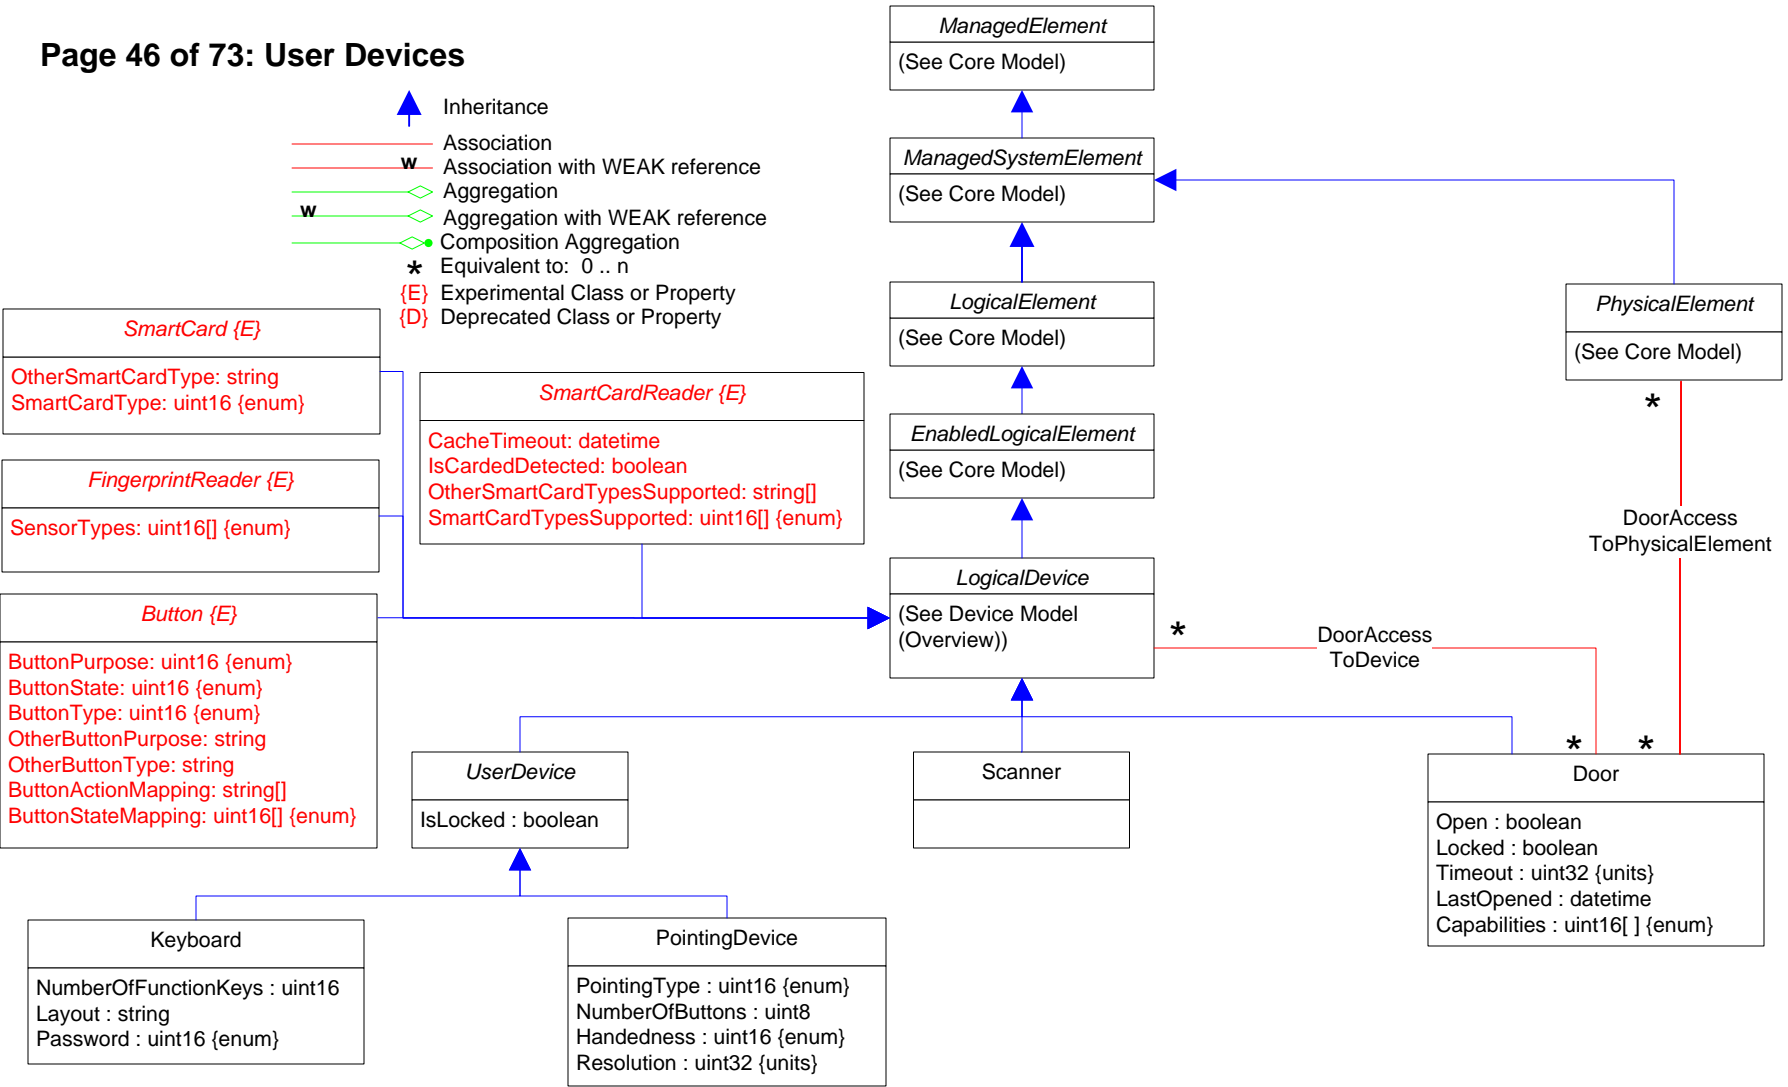 Page 46 of 73: User Devices
Inheritance
Association
w
Association with WEAK reference
Aggregation
w
Aggregation with WEAK reference
Composition Aggregation
* Equivalent to: 0 .. n
{E} Experimental Class or Property
{D} Deprecated Class or Property
ManagedElement
(See Core Model)
ManagedSystemElement
(See Core Model)
LogicalElement
(See Core Model)
PhysicalElement
(See Core Model)
*
EnabledLogicalElement
(See Core Model)
SmartCard {E}
OtherSmartCardType: string
SmartCardType: uint16 {enum}
SmartCardReader {E}
CacheTimeout: datetime
IsCardedDetected: boolean
OtherSmartCardTypesSupported: string[]
SmartCardTypesSupported: uint16[] {enum}
FingerprintReader {E}
SensorTypes: uint16[] {enum}
DoorAccess
ToPhysicalElement
LogicalDevice
(See Device Model
(Overview))
*
DoorAccess
ToDevice
*
*
Button {E}
ButtonPurpose: uint16 {enum}
ButtonState: uint16 {enum}
ButtonType: uint16 {enum}
OtherButtonPurpose: string
OtherButtonType: string
ButtonActionMapping: string[]
ButtonStateMapping: uint16[] {enum}
UserDevice
IsLocked : boolean
Scanner
Door
Open : boolean
Locked : boolean
Timeout : uint32 {units}
LastOpened : datetime
Capabilities : uint16[ ] {enum}
Keyboard
NumberOfFunctionKeys : uint16
Layout : string
Password : uint16 {enum}
PointingDevice
PointingType : uint16 {enum}
NumberOfButtons : uint8
Handedness : uint16 {enum}
Resolution : uint32 {units}